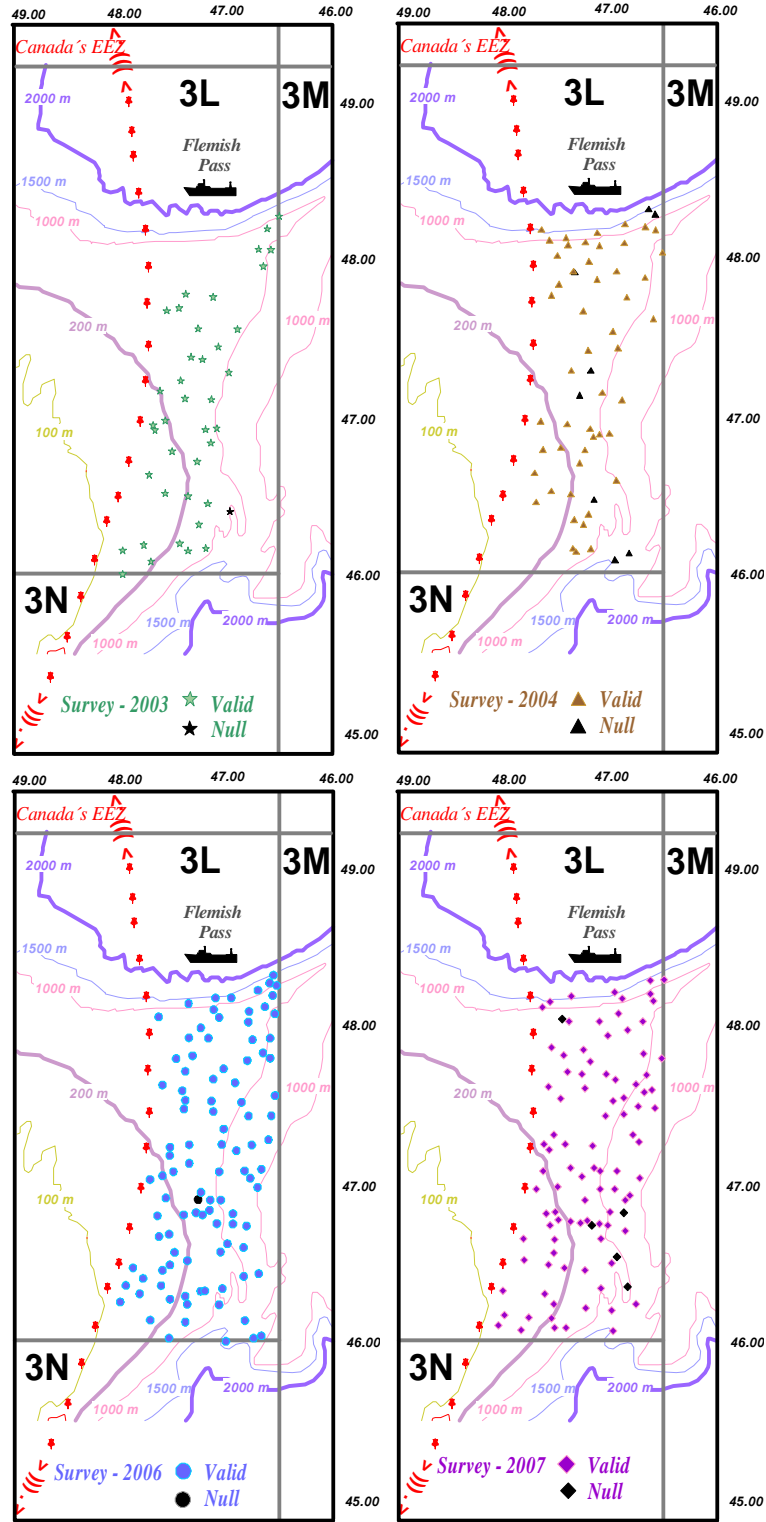 49.00 48.00 47.00 46.00
Canada´s EEZ
3L 3M
2000 m
49.00
Flemish
Pass
1500 m
1000 m
48.00
200 m
1000 m
100 m
47.00
46.00
3N
1500 m
2000 m
1000 m
Survey - 2003 Valid
Null
45.00
49.00 48.00 47.00 46.00
Canada´s EEZ
3L 3M
2000 m
49.00
Flemish
Pass
1500 m
1000 m
48.00
200 m
1000 m
100 m
47.00
46.00
3N
1500 m
2000 m
1000 m
Survey - 2004 Valid
Null
45.00
49.00 48.00 47.00 46.00
Canada´s EEZ
3L 3M
2000 m
49.00
Flemish
Pass
1500 m
1000 m
48.00
200 m
1000 m
100 m
47.00
46.00
3N
1500 m
2000 m
1000 m
Survey - 2006 Valid
Null
45.00
49.00 48.00 47.00 46.00
Canada´s EEZ
3L 3M
2000 m
49.00
Flemish
Pass
1500 m
1000 m
48.00
200 m
1000 m
100 m
47.00
46.00
3N
1500 m
2000 m
1000 m
Survey - 2007 Valid
Null
45.00